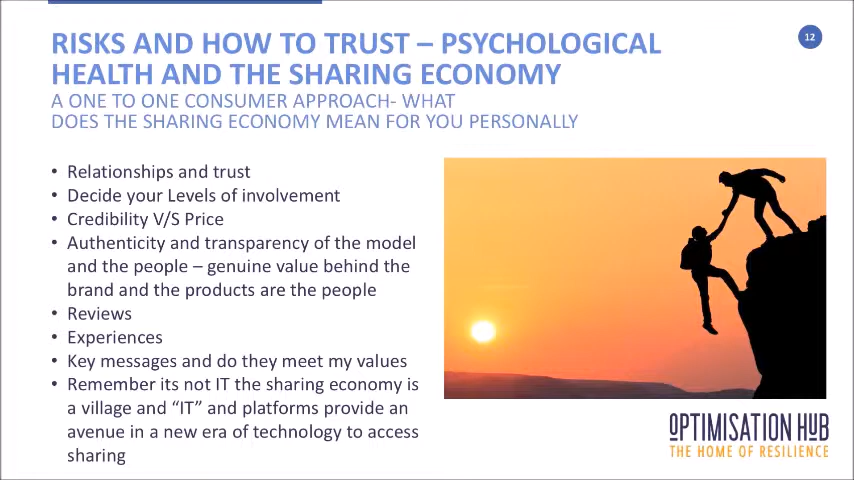 12
RISKS AND HOW TO TRUST – PSYCHOLOGICAL
HEALTH AND THE SHARING ECONOMY
A ONE TO ONE CONSUMER APPROACH- WHAT
DOES THE SHARING ECONOMY MEAN FOR YOU PERSONALLY
• Relationships and trust
• Decide your Levels of involvement
• Credibility V/S Price
• Authenticity and transparency of the model
and the people – genuine value behind the
brand and the products are the people
• Reviews
• Experiences
• Key messages and do they meet my values
• Remember its not IT the sharing economy is
a village and “IT” and platforms provide an
avenue in a new era of technology to access
sharing
OPTIMISATION HUB
THE HOME OF RESILIENCE